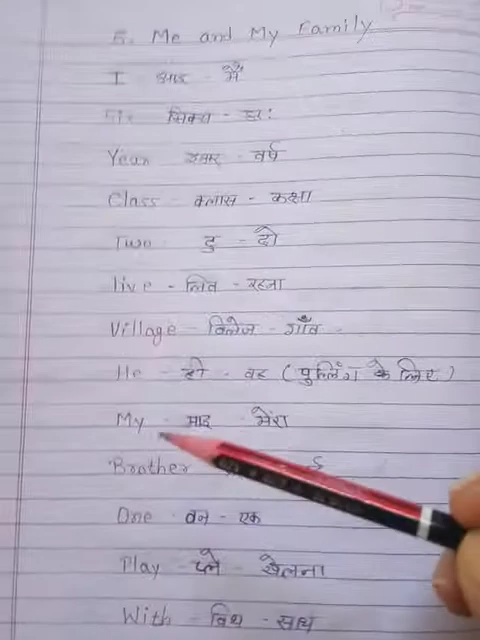 5. Me and My Family
I आइ - मैं
Six सिक्स - छः
Year इयर - वर्ष
Class - क्लास - कक्षा
Two टु - दो
live - लिव - रहना
Village - विलेज - गाँव -
He - ही - वह (पुल्लिंग के लिए)
My - माइ - मेरा
Brother
One वन - एक
Play - प्ले - खेलना
With - विथ - साथ